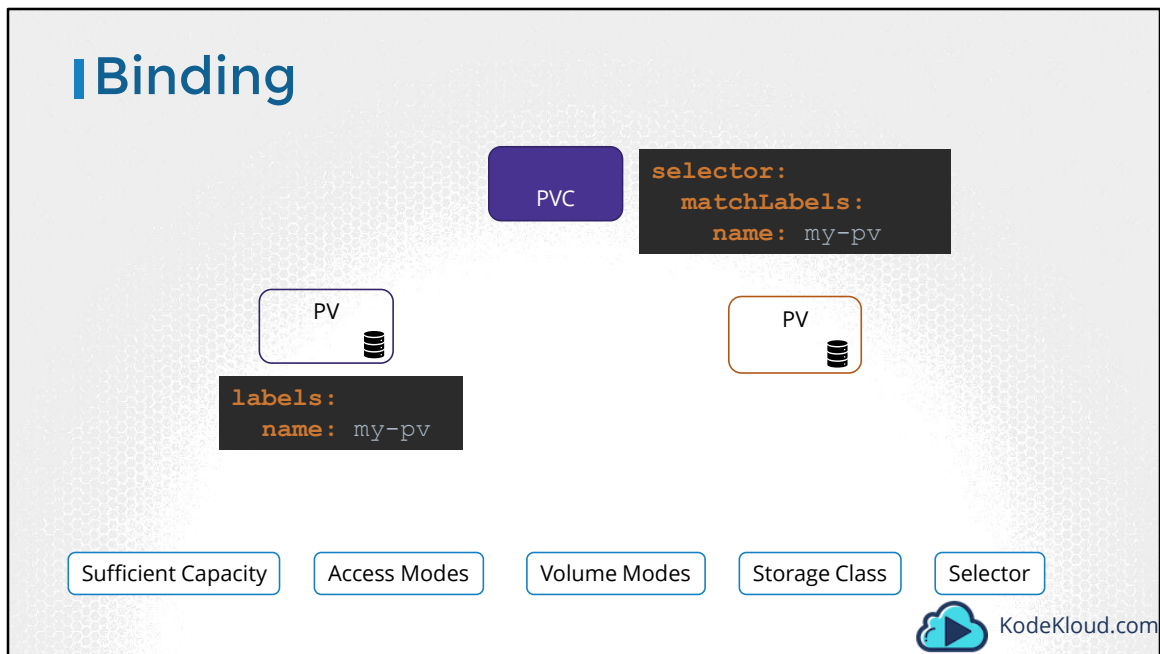 Binding
PVC
selector:
matchLabels:
name: my-pv
PV
PV
labels:
name: my-pv
Sufficient Capacity
Access Modes
Volume Modes
Storage Class
Selector
KodeKloud.com